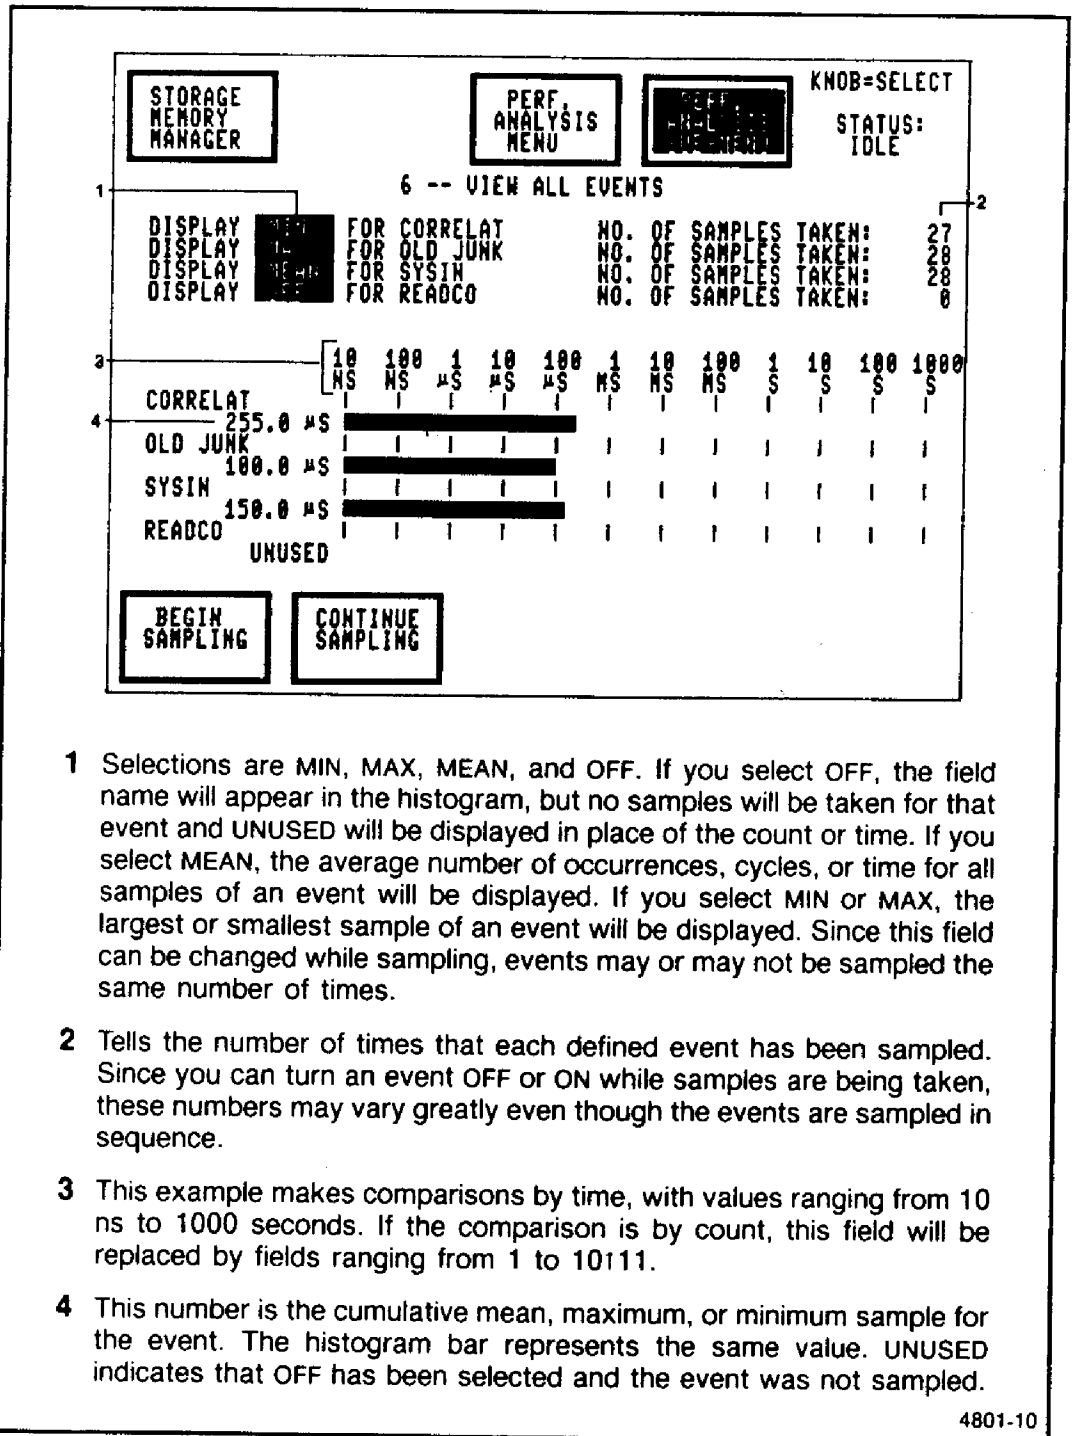 STORAGE
MEMORY
MANAGER
PERF.
ANALYSIS
MENU
KNOB=SELECT
STATUS:
IDLE
6 -- VIEW ALL EVENTS
1
2
DISPLAY FOR CORRELAT NO. OF SAMPLES TAKEN: 27
DISPLAY FOR OLD JUNK NO. OF SAMPLES TAKEN: 28
DISPLAY MEAN FOR SYSIN NO. OF SAMPLES TAKEN: 28
DISPLAY FOR READCO NO. OF SAMPLES TAKEN: 0
3
10 100 1 10 100 1 10 100 1 10 100 1000
NS NS µS µS µS MS MS MS S S S S
CORRELAT
4
255.0 µS
OLD JUNK
100.0 µS
SYSIN
150.0 µS
READCO
UNUSED
BEGIN
SAMPLING
CONTINUE
SAMPLING
1 Selections are MIN, MAX, MEAN, and OFF. If you select OFF, the field
name will appear in the histogram, but no samples will be taken for that
event and UNUSED will be displayed in place of the count or time. If you
select MEAN, the average number of occurrences, cycles, or time for all
samples of an event will be displayed. If you select MIN or MAX, the
largest or smallest sample of an event will be displayed. Since this field
can be changed while sampling, events may or may not be sampled the
same number of times.
2 Tells the number of times that each defined event has been sampled.
Since you can turn an event OFF or ON while samples are being taken,
these numbers may vary greatly even though the events are sampled in
sequence.
3 This example makes comparisons by time, with values ranging from 10
ns to 1000 seconds. If the comparison is by count, this field will be
replaced by fields ranging from 1 to 10↑11.
4 This number is the cumulative mean, maximum, or minimum sample for
the event. The histogram bar represents the same value. UNUSED
indicates that OFF has been selected and the event was not sampled.
4801-10